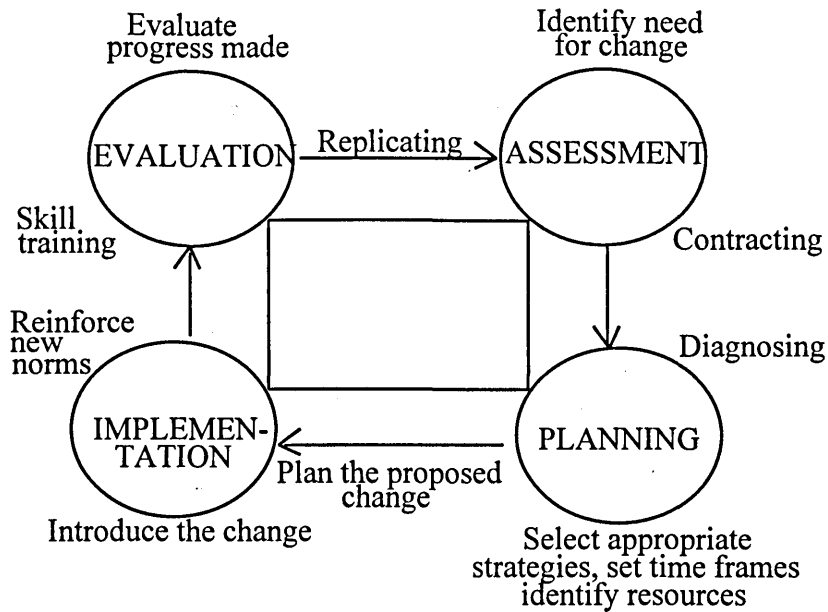 Evaluate
progress made
Identify need
for change
EVALUATION
Replicating
ASSESSMENT
Skill
training
Contracting
Reinforce
new
norms
Diagnosing
IMPLEMEN-
TATION
Plan the proposed
change
PLANNING
Introduce the change
Select appropriate
strategies, set time frames
identify resources